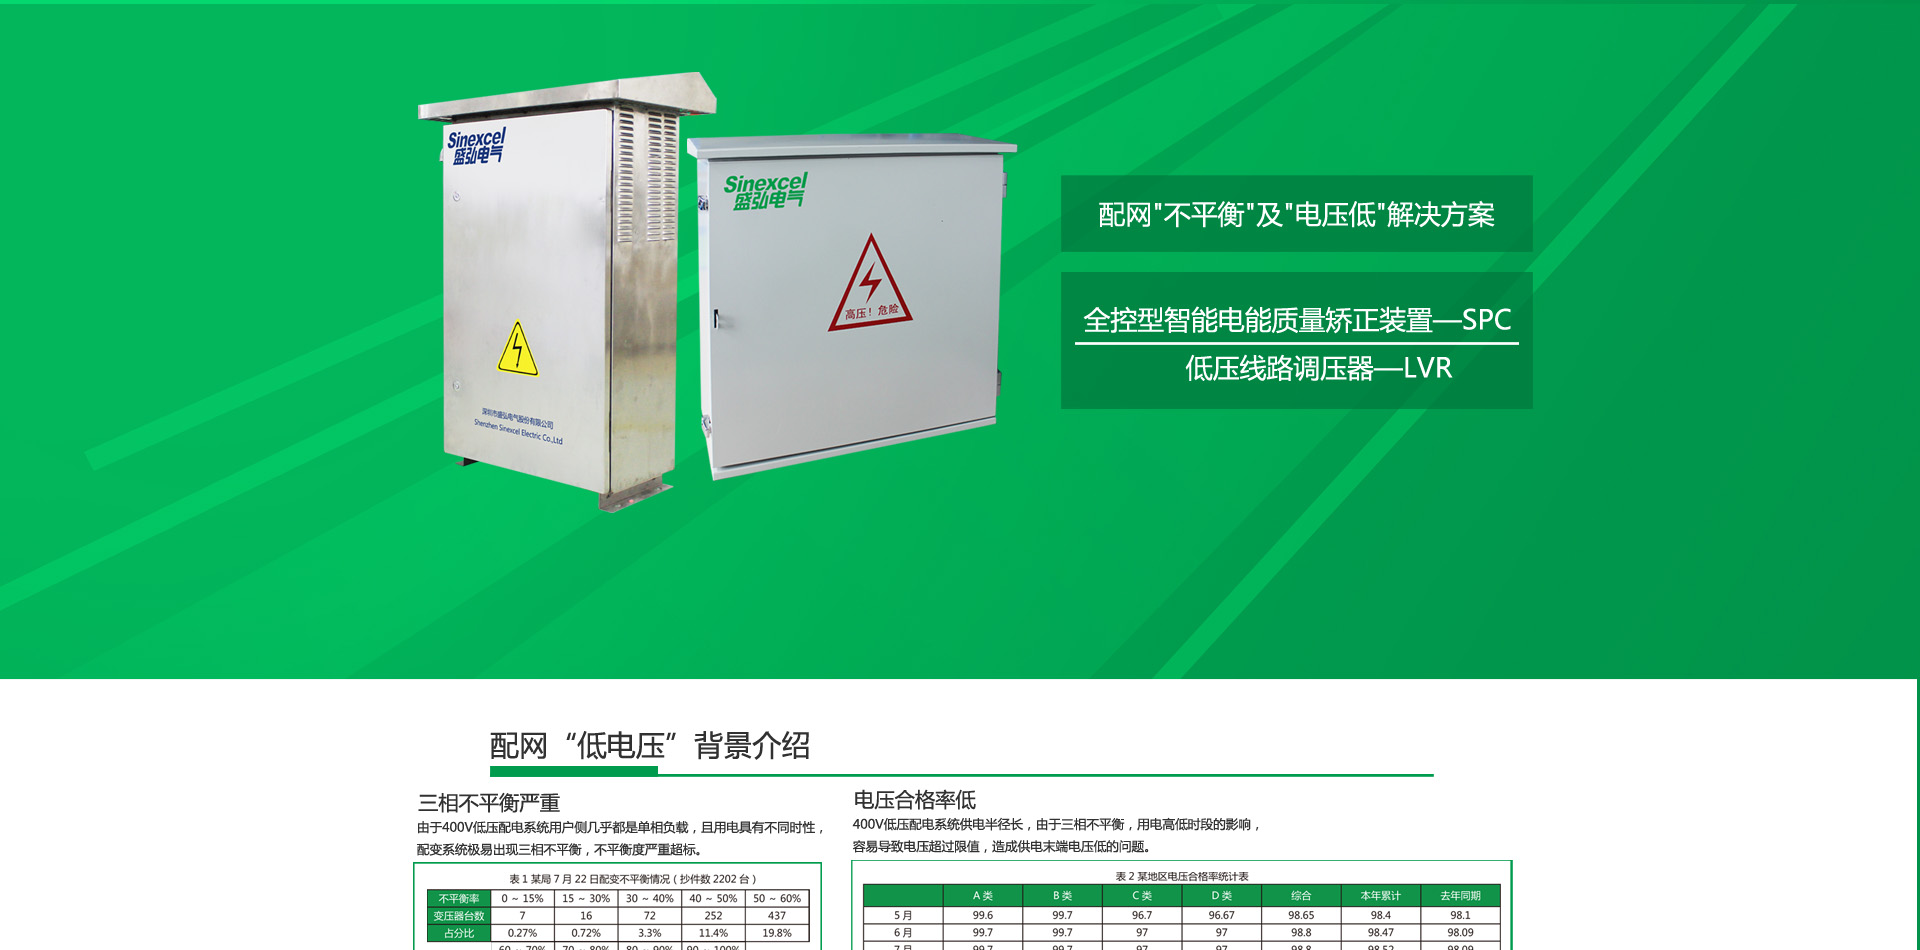 Sinexcel
盛弘电气
深圳市盛弘电气股份有限公司
Shenzhen Sinexcel Electric Co.,Ltd
Sinexcel
盛弘电气
高压！危险
配网"不平衡"及"电压低"解决方案
全控型智能电能质量矫正装置—SPC
低压线路调压器—LVR
配网“低电压”背景介绍
三相不平衡严重
由于400V低压配电系统用户侧几乎都是单相负载，且用电具有不同时性，
配变系统极易出现三相不平衡，不平衡度严重超标。
表 1 某局 7 月 22 日配变不平衡情况（抄件数 2202 台）
不平衡率 0 ~ 15% 15 ~ 30% 30 ~ 40% 40 ~ 50% 50 ~ 60%
变压器台数 7 16 72 252 437
占分比 0.27% 0.72% 3.3% 11.4% 19.8%
60 ~ 70% 70 ~ 80% 80 ~ 90% 90 ~ 100%
电压合格率低
400V低压配电系统供电半径长，由于三相不平衡，用电高低时段的影响，
容易导致电压超过限值，造成供电末端电压低的问题。
表 2 某地区电压合格率统计表
A 类 B 类 C 类 D 类 综合 本年累计 去年同期
5 月 99.6 99.7 96.7 96.67 98.65 98.4 98.1
6 月 99.7 99.7 97 97 98.8 98.47 98.09
7 月 99.7 99.7 97 97 98.8 98.52 98.09